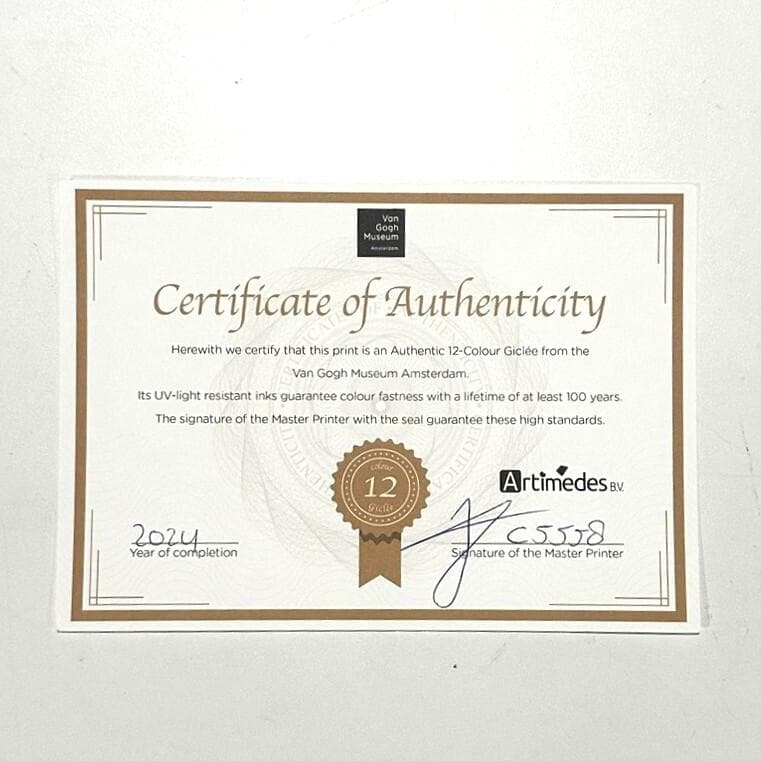 Van
Gogh
Museum
Amsterdam
Certificate of Authenticity
Herewith we certify that this print is an Authentic 12-Colour Giclée from the
Van Gogh Museum Amsterdam.
Its UV-light resistant inks guarantee colour fastness with a lifetime of at least 100 years.
The signature of the Master Printer with the seal guarantee these high standards.
colour
12
Giclée
Artimedes B.V.
2024
C5558
Year of completion
Signature of the Master Printer